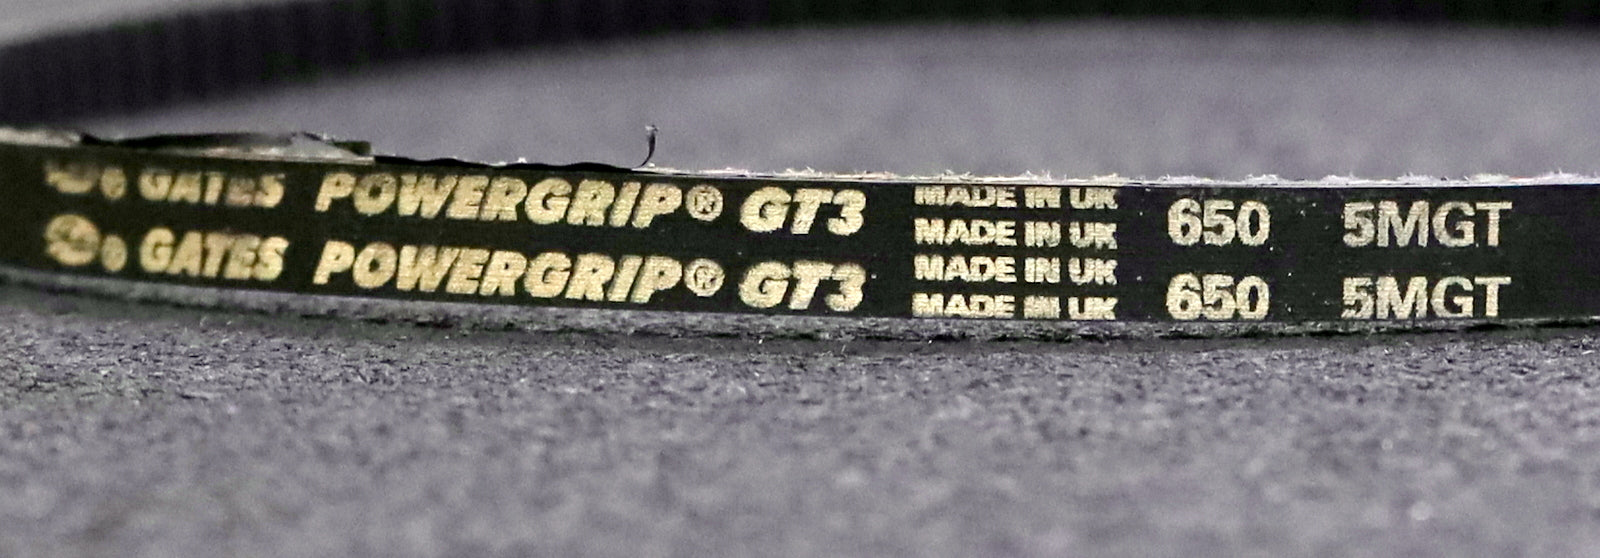 GATES POWERGRIP® GT3 MADE IN UK 650 5MGT
MADE IN UK
GATES POWERGRIP® GT3 MADE IN UK 650 5MGT
MADE IN UK